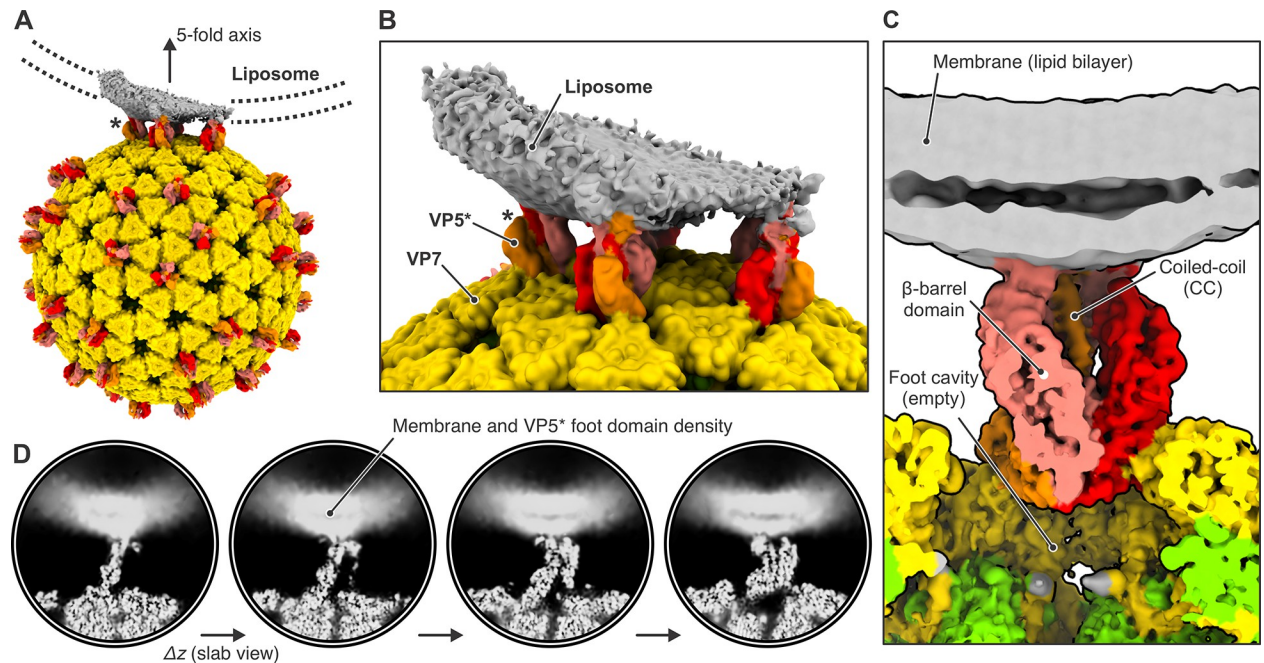 A
5-fold axis
Liposome
*
B
Liposome
VP5*
*
VP7
C
Membrane (lipid bilayer)
Coiled-coil
(CC)
β-barrel
domain
Foot cavity
(empty)
D
Membrane and VP5* foot domain density
Δz (slab view)